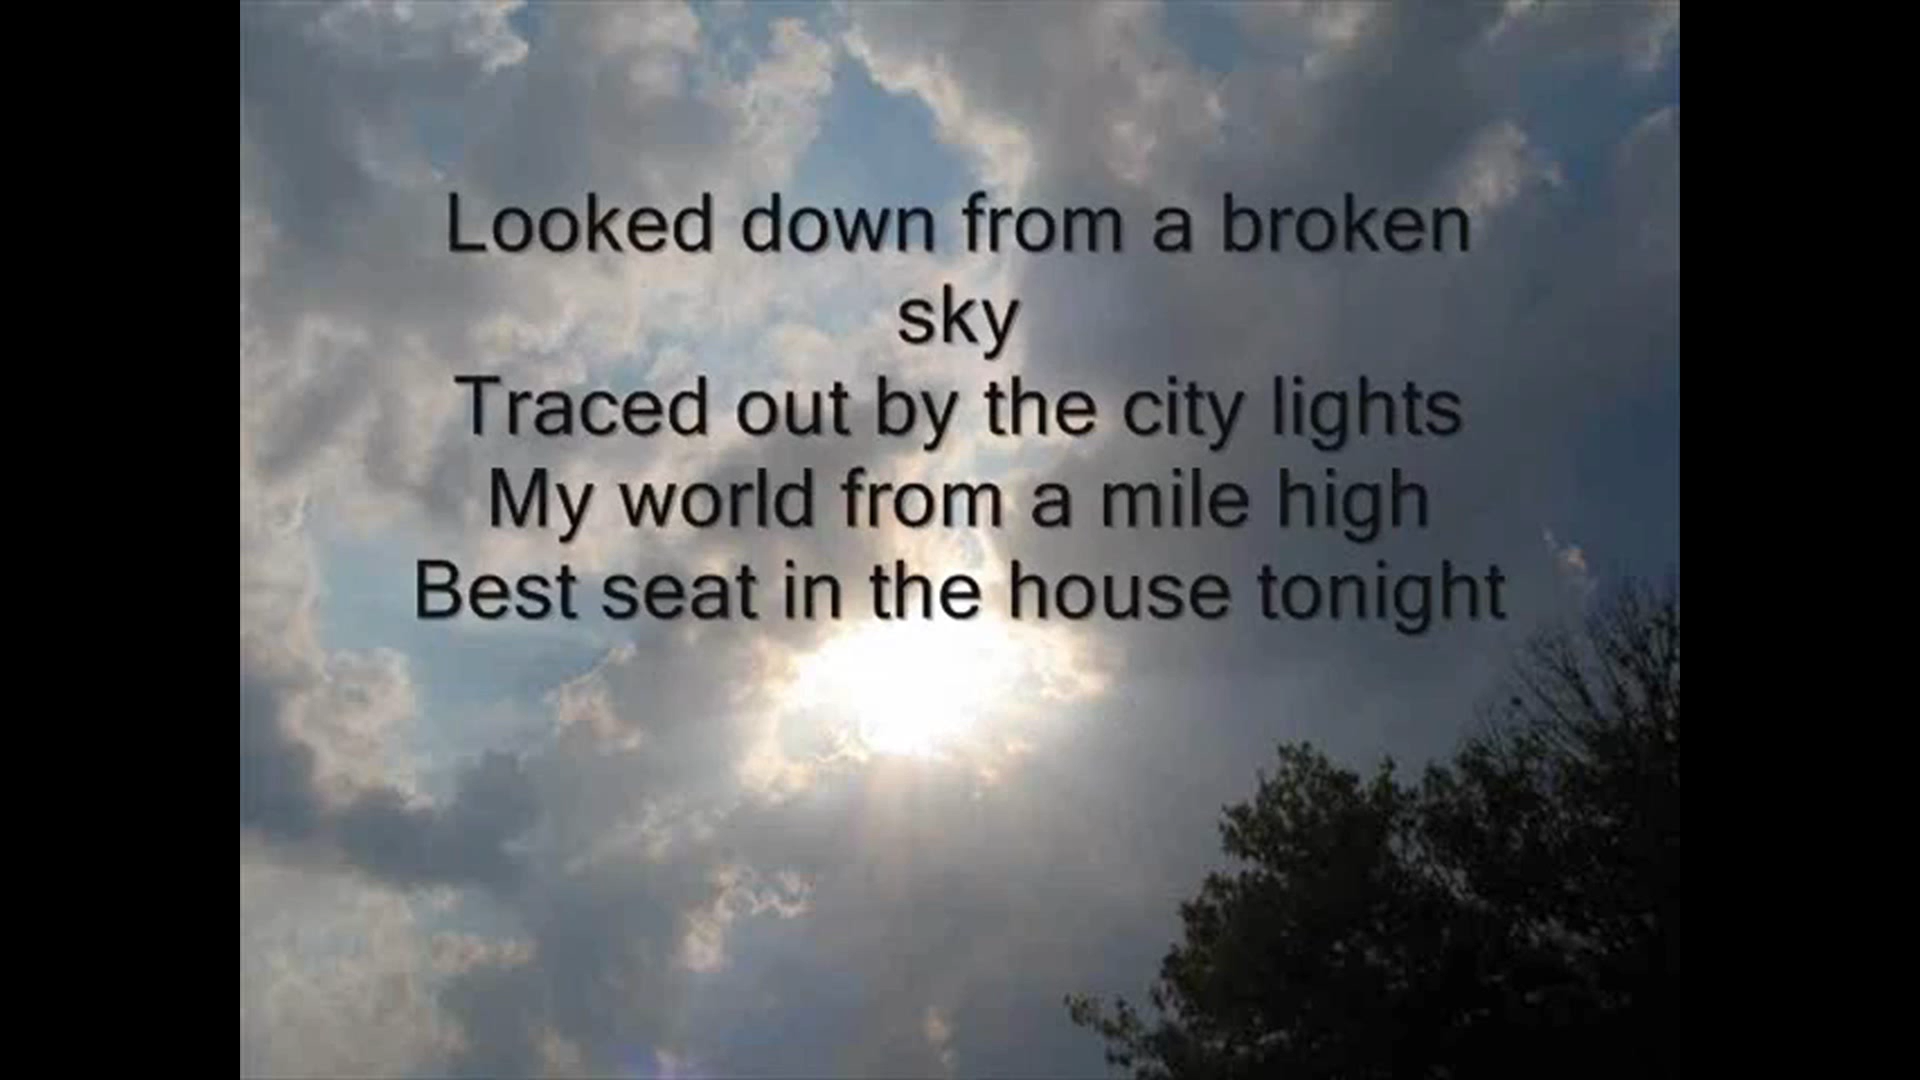 Looked down from a broken
sky
Traced out by the city lights
My world from a mile high
Best seat in the house tonight